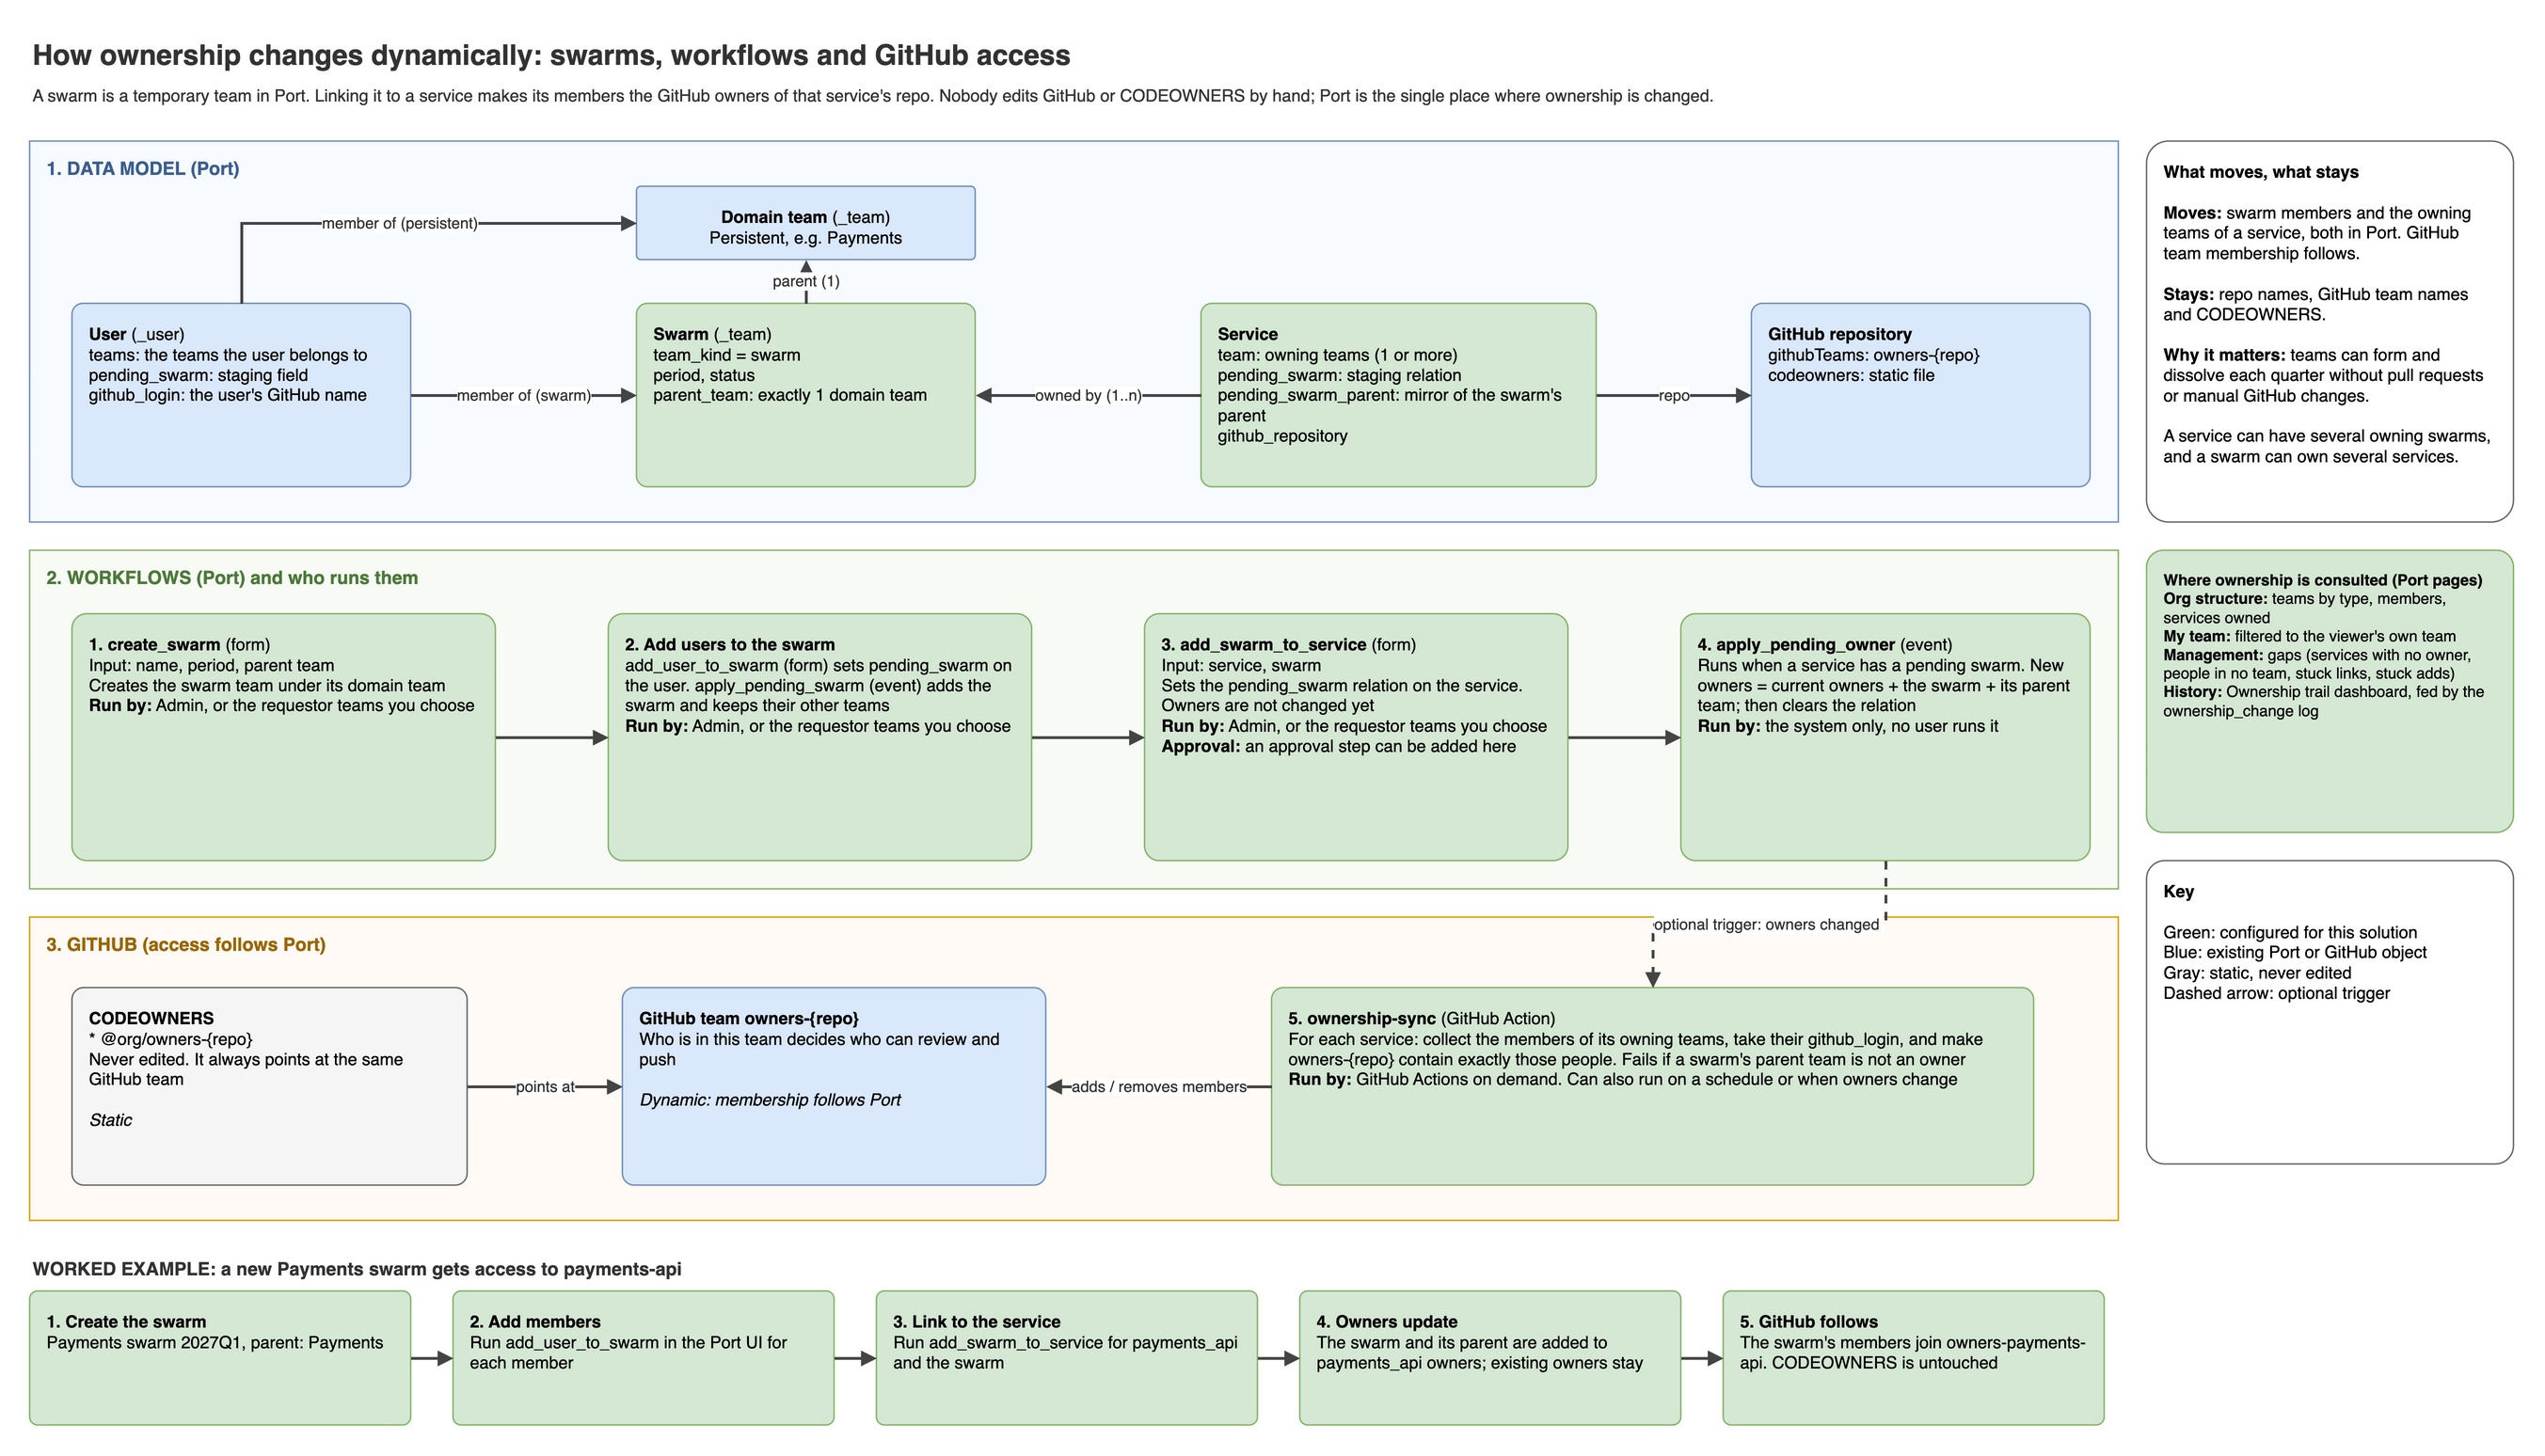 How ownership changes dynamically: swarms, workflows and GitHub access
A swarm is a temporary team in Port. Linking it to a service makes its members the GitHub owners of that service's repo. Nobody edits GitHub or CODEOWNERS by hand; Port is the single place where ownership is changed.
1. DATA MODEL (Port)
member of (persistent)
Domain team (_team)
Persistent, e.g. Payments
parent (1)
User (_user)
teams: the teams the user belongs to
pending_swarm: staging field
github_login: the user's GitHub name
member of (swarm)
Swarm (_team)
team_kind = swarm
period, status
parent_team: exactly 1 domain team
owned by (1..n)
Service
team: owning teams (1 or more)
pending_swarm: staging relation
pending_swarm_parent: mirror of the swarm's
parent
github_repository
repo
GitHub repository
githubTeams: owners-{repo}
codeowners: static file
What moves, what stays
Moves: swarm members and the owning
teams of a service, both in Port. GitHub
team membership follows.
Stays: repo names, GitHub team names
and CODEOWNERS.
Why it matters: teams can form and
dissolve each quarter without pull requests
or manual GitHub changes.
A service can have several owning swarms,
and a swarm can own several services.
2. WORKFLOWS (Port) and who runs them
1. create_swarm (form)
Input: name, period, parent team
Creates the swarm team under its domain team
Run by: Admin, or the requestor teams you choose
2. Add users to the swarm
add_user_to_swarm (form) sets pending_swarm on
the user. apply_pending_swarm (event) adds the
swarm and keeps their other teams
Run by: Admin, or the requestor teams you choose
3. add_swarm_to_service (form)
Input: service, swarm
Sets the pending_swarm relation on the service.
Owners are not changed yet
Run by: Admin, or the requestor teams you choose
Approval: an approval step can be added here
4. apply_pending_owner (event)
Runs when a service has a pending swarm. New
owners = current owners + the swarm + its parent
team; then clears the relation
Run by: the system only, no user runs it
Where ownership is consulted (Port pages)
Org structure: teams by type, members,
services owned
My team: filtered to the viewer's own team
Management: gaps (services with no owner,
people in no team, stuck links, stuck adds)
History: Ownership trail dashboard, fed by the
ownership_change log
optional trigger: owners changed
3. GITHUB (access follows Port)
CODEOWNERS
* @org/owners-{repo}
Never edited. It always points at the same
GitHub team
Static
points at
GitHub team owners-{repo}
Who is in this team decides who can review and
push
Dynamic: membership follows Port
adds / removes members
5. ownership-sync (GitHub Action)
For each service: collect the members of its owning teams, take their github_login, and make
owners-{repo} contain exactly those people. Fails if a swarm's parent team is not an owner
Run by: GitHub Actions on demand. Can also run on a schedule or when owners change
Key
Green: configured for this solution
Blue: existing Port or GitHub object
Gray: static, never edited
Dashed arrow: optional trigger
WORKED EXAMPLE: a new Payments swarm gets access to payments-api
1. Create the swarm
Payments swarm 2027Q1, parent: Payments
2. Add members
Run add_user_to_swarm in the Port UI for
each member
3. Link to the service
Run add_swarm_to_service for payments_api
and the swarm
4. Owners update
The swarm and its parent are added to
payments_api owners; existing owners stay
5. GitHub follows
The swarm's members join owners-payments-
api. CODEOWNERS is untouched